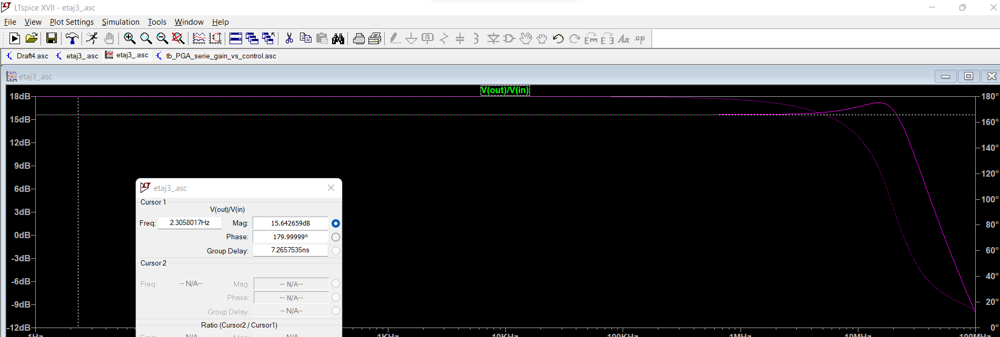 LTspice XVII - etaj3_.asc
File View Plot Settings Simulation Tools Window Help
Draft4.asc etaj3_.asc etaj3_.asc tb_PGA_serie_gain_vs_control.asc
etaj3_.asc
V(out)/V(in)
18dB 180°
15dB 160°
12dB 140°
9dB 120°
6dB 100°
3dB 80°
0dB 60°
-3dB 40°
-6dB 20°
-9dB 0°
-12dB
etaj3_.asc
Cursor 1
V(out)/V(in)
Freq: 2.3058017Hz Mag: 15.642659dB
Phase: 179.99999°
Group Delay: 7.2657535ns
Cursor 2
Freq: -- N/A-- Mag: -- N/A--
Phase: -- N/A--
Group Delay: -- N/A--
Ratio (Cursor2 / Cursor1)
Freq: N/A Mag: N/A
1Hz 1KHz 10KHz 100KHz 1MHz 10MHz 100MHz